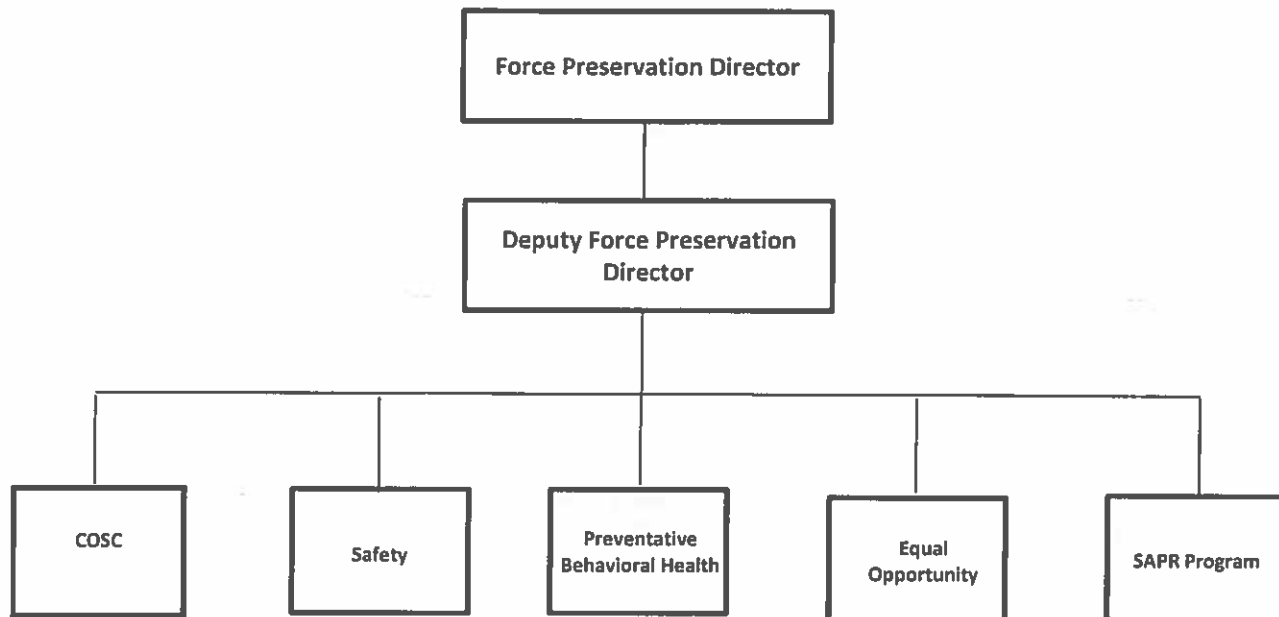 Force Preservation Director
Deputy Force Preservation
Director
COSC
Safety
Preventative
Behavioral Health
Equal
Opportunity
SAPR Program